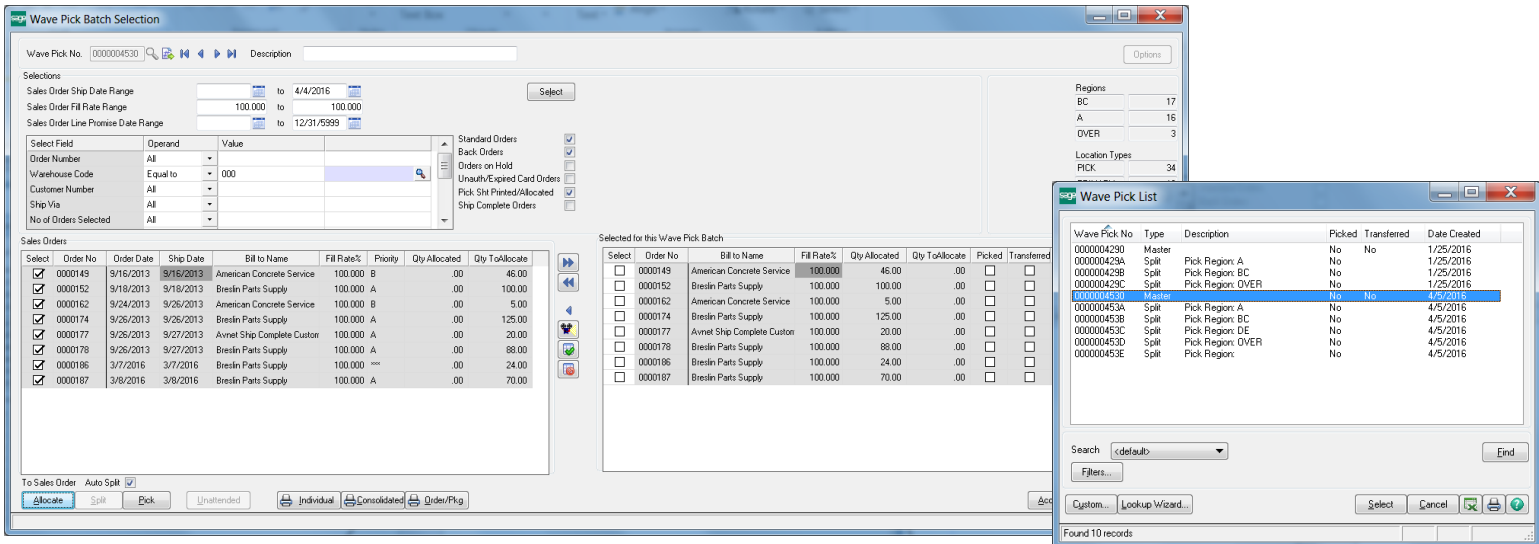 sage Wave Pick Batch Selection
Wave Pick No. 0000004530 Description
Options
Selections
Sales Order Ship Date Range to 4/4/2016 Select
Sales Order Fill Rate Range 100.000 to 100.000
Sales Order Line Promise Date Range to 12/31/5999
Select Field Operand Value
Order Number All
Warehouse Code Equal to 000
Customer Number All
Ship Via All
No of Orders Selected All
Standard Orders
Back Orders
Orders on Hold
Unauth/Expired Card Orders
Pick Sht Printed/Allocated
Ship Complete Orders
Regions
BC 17
A 16
OVER 3
Location Types
PICK 34
Sales Orders
Select Order No Order Date Ship Date Bill to Name Fill Rate% Priority Qty Allocated Qty ToAllocate
0000149 9/16/2013 9/16/2013 American Concrete Service 100.000 B .00 46.00
0000152 9/18/2013 9/18/2013 Breslin Parts Supply 100.000 A .00 100.00
0000162 9/24/2013 9/26/2013 American Concrete Service 100.000 B .00 5.00
0000174 9/26/2013 9/26/2013 Breslin Parts Supply 100.000 A .00 125.00
0000177 9/26/2013 9/27/2013 Avnet Ship Complete Custom 100.000 A .00 20.00
0000178 9/26/2013 9/27/2013 Breslin Parts Supply 100.000 A .00 88.00
0000186 3/7/2016 3/7/2016 Breslin Parts Supply 100.000 .00 24.00
0000187 3/8/2016 3/8/2016 Breslin Parts Supply 100.000 A .00 70.00
Selected for this Wave Pick Batch
Select Order No Bill to Name Fill Rate% Qty Allocated Qty ToAllocate Picked Transferred
0000149 American Concrete Service 100.000 46.00 .00
0000152 Breslin Parts Supply 100.000 100.00 .00
0000162 American Concrete Service 100.000 5.00 .00
0000174 Breslin Parts Supply 100.000 125.00 .00
0000177 Avnet Ship Complete Custom 100.000 20.00 .00
0000178 Breslin Parts Supply 100.000 88.00 .00
0000186 Breslin Parts Supply 100.000 24.00 .00
0000187 Breslin Parts Supply 100.000 70.00 .00
To Sales Order Auto Split
Allocate Split Pick Unattended Individual Consolidated Order/Pkg
Acc
sage Wave Pick List
Wave Pick No Type Description Picked Transferred Date Created
0000004290 Master No No 1/25/2016
000000429A Split Pick Region: A No 1/25/2016
000000429B Split Pick Region: BC No 1/25/2016
000000429C Split Pick Region: OVER No 1/25/2016
0000004530 Master No No 4/5/2016
000000453A Split Pick Region: A No 4/5/2016
000000453B Split Pick Region: BC No 4/5/2016
000000453C Split Pick Region: DE No 4/5/2016
000000453D Split Pick Region: OVER No 4/5/2016
000000453E Split Pick Region: No 4/5/2016
Search <default> Find
Filters...
Custom... Lookup Wizard... Select Cancel
Found 10 records